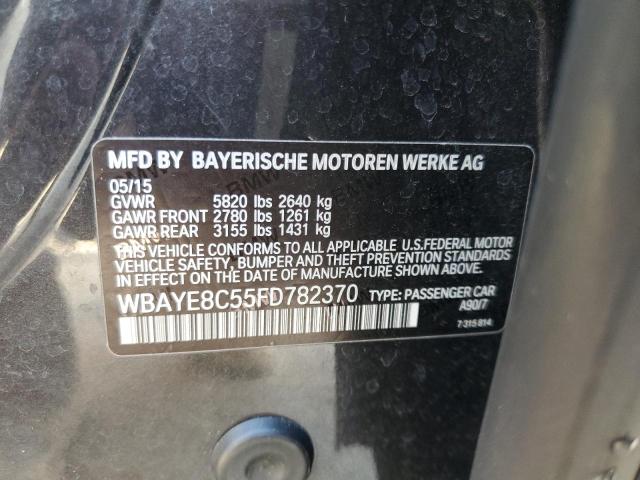 MFD BY BAYERISCHE MOTOREN WERKE AG
05/15
GVWR 5820 lbs 2640 kg
GAWR FRONT 2780 lbs 1261 kg
GAWR REAR 3155 lbs 1431 kg
THIS VEHICLE CONFORMS TO ALL APPLICABLE U.S.FEDERAL MOTOR
VEHICLE SAFETY, BUMPER AND THEFT PREVENTION STANDARDS
IN EFFECT ON THE DATE OF MANUFACTURE SHOWN ABOVE.
WBAYE8C55FD782370 TYPE: PASSENGER CAR
A90/7
7 315 814